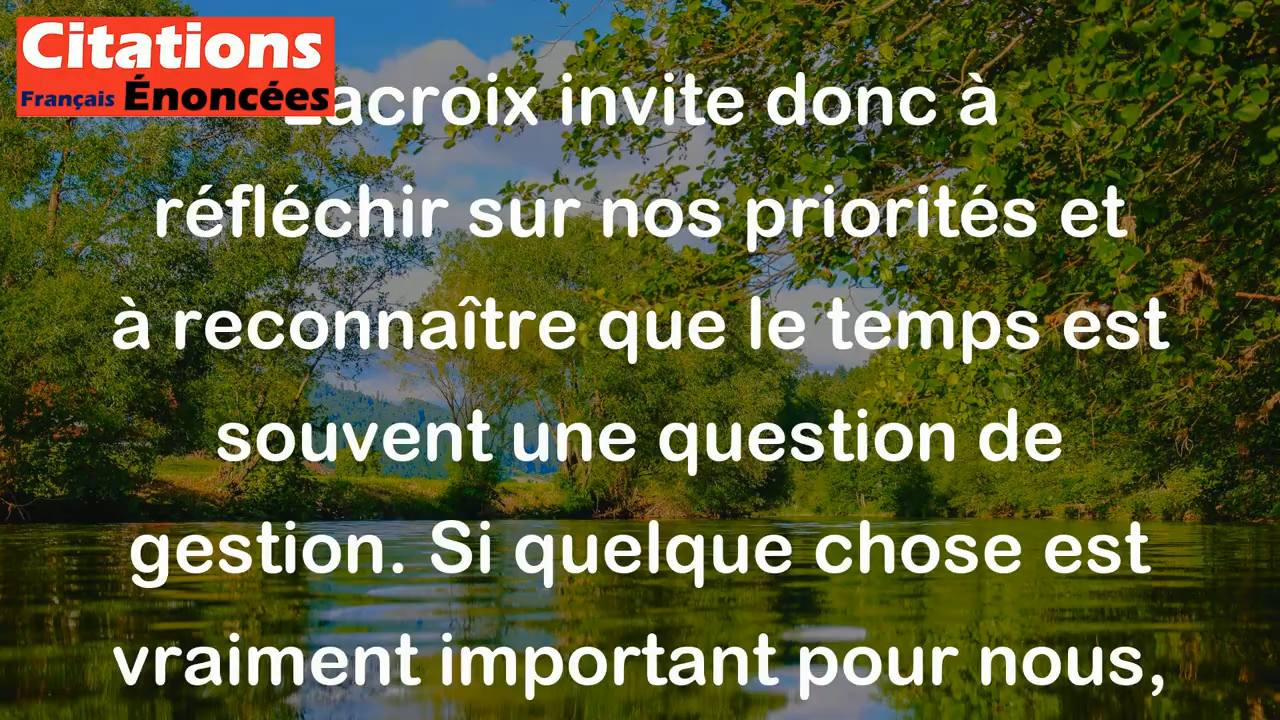 Citations
Français Énoncées
Lacroix invite donc à
réfléchir sur nos priorités et
à reconnaître que le temps est
souvent une question de
gestion. Si quelque chose est
vraiment important pour nous,